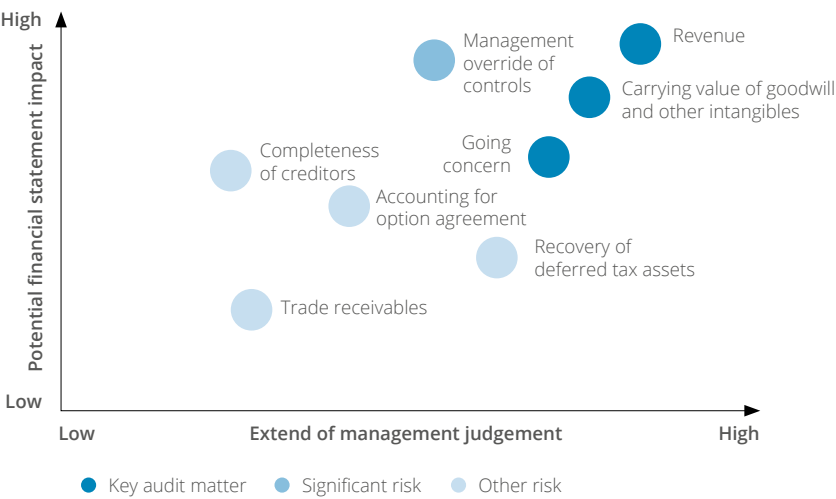 High
Potential financial statement impact
Low
Management
override of
controls
Revenue
Carrying value of goodwill
and other intangibles
Going
concern
Completeness
of creditors
Accounting for
option agreement
Recovery of
deferred tax assets
Trade receivables
Low
Extend of management judgement
High
Key audit matter
Significant risk
Other risk